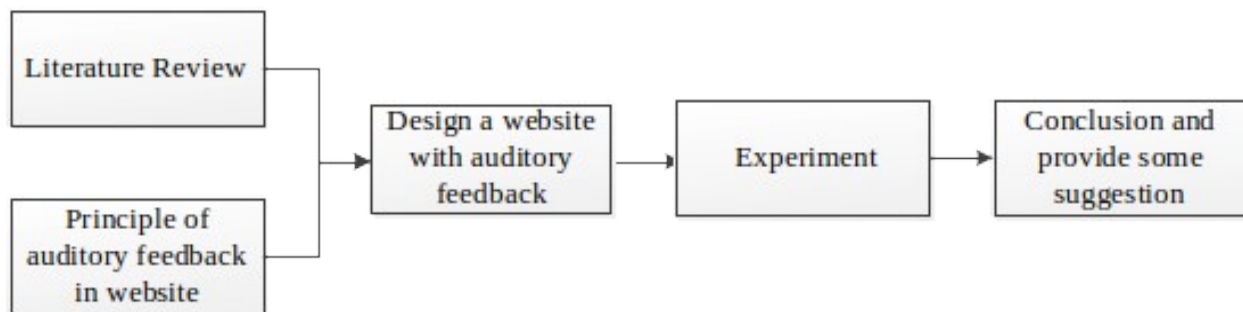 Literature Review
Principle of
auditory feedback
in website
Design a website
with auditory
feedback
Experiment
Conclusion and
provide some
suggestion